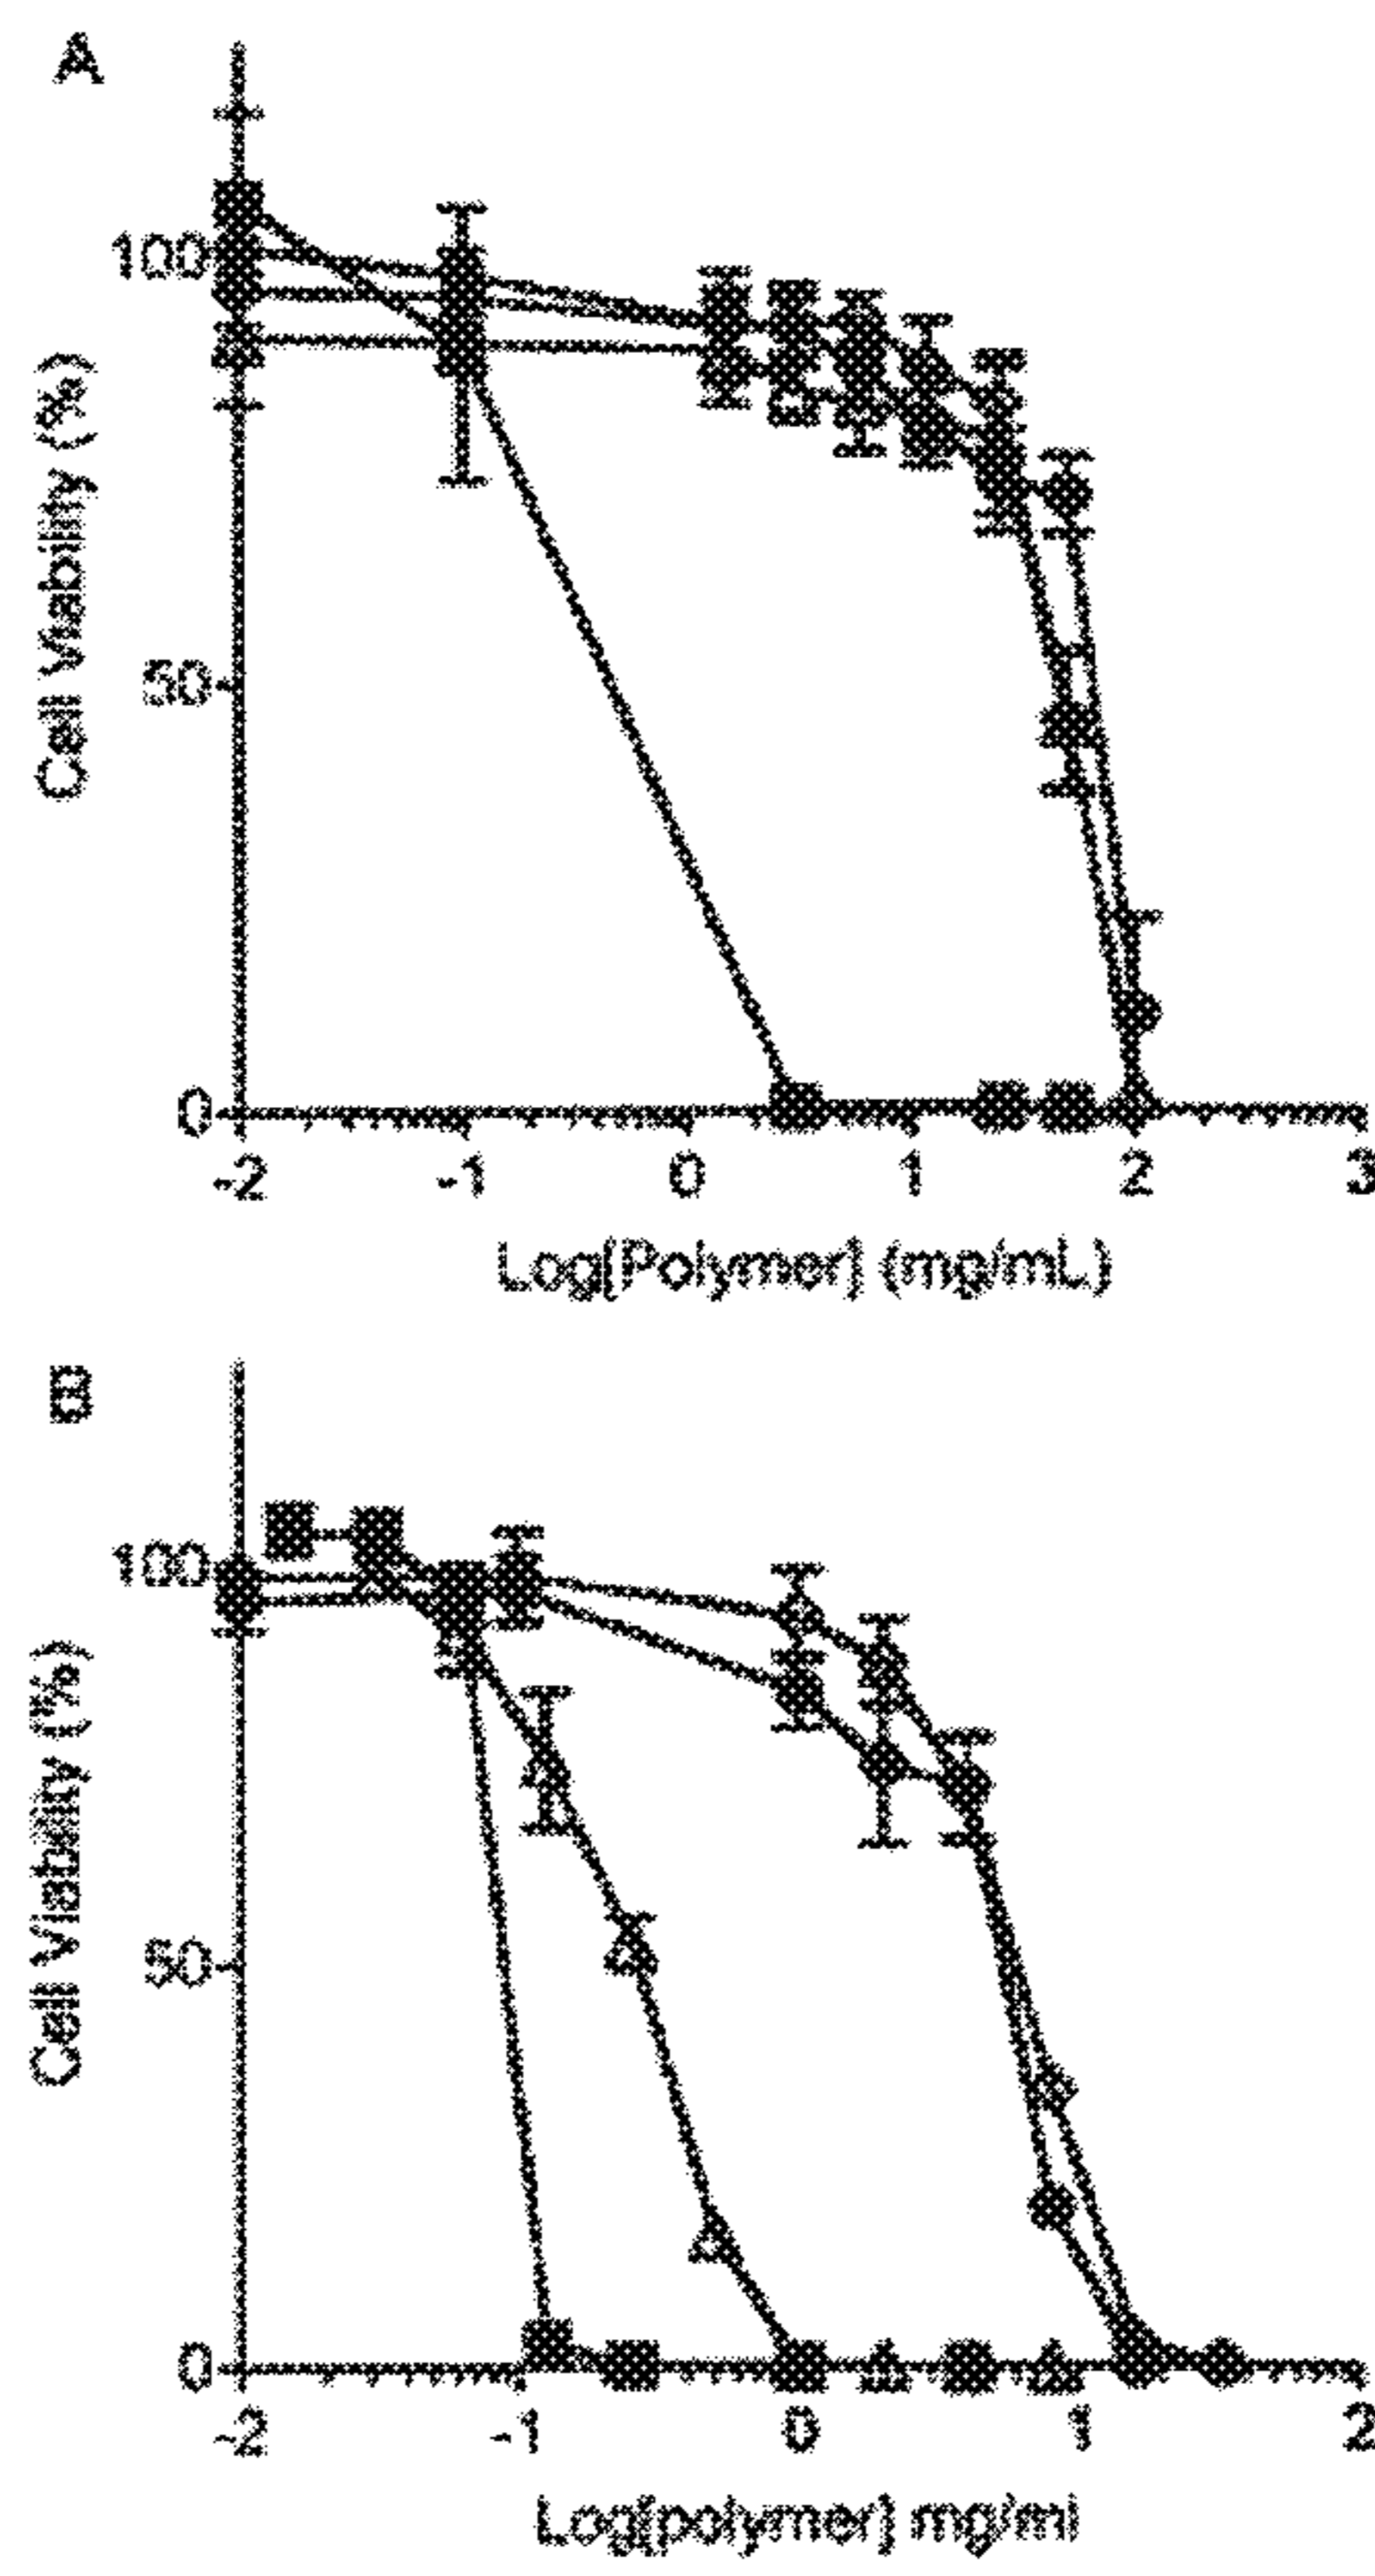 A
100
50
0
Cell Viability (%)
-2 -1 0 1 2 3
Log[Polymer] (mg/mL)
B
100
50
0
Cell Viability (%)
-2 -1 0 1 2
Log[polymer] mg/ml